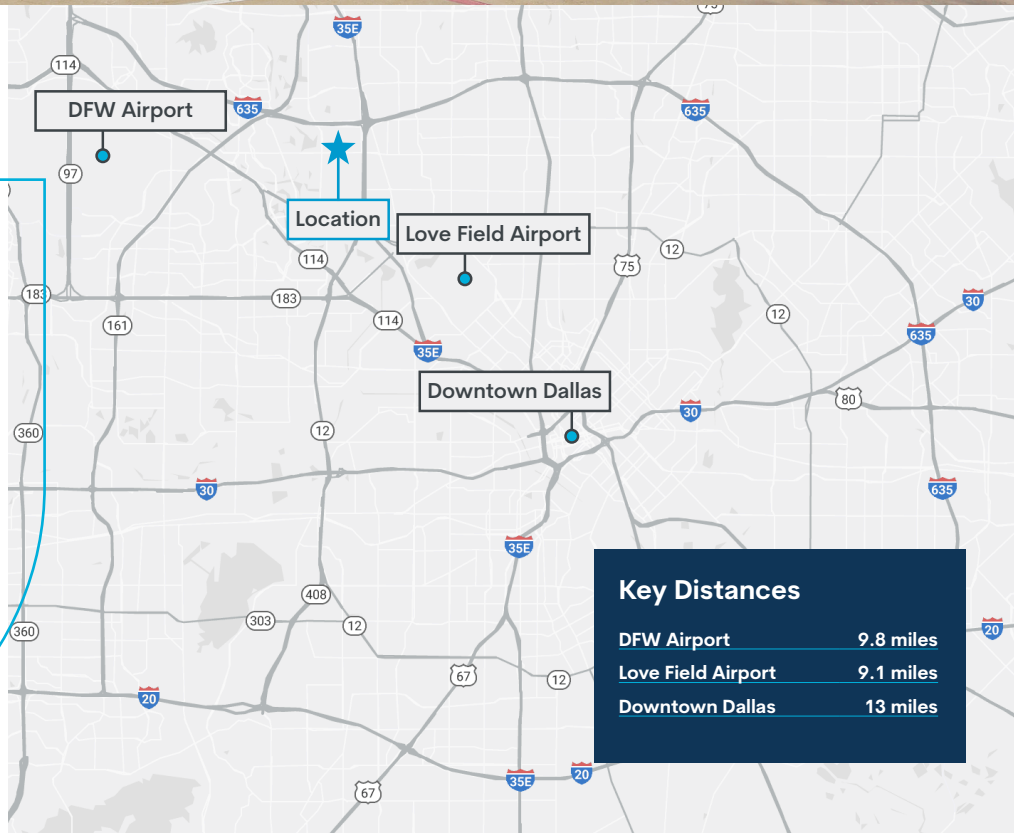 75
35E
114
635
635
DFW Airport
97
Location
Love Field Airport
12
114
75
183
183
30
12
161
114
635
35E
Downtown Dallas
80
30
360
12
635
30
35E
408
303
12
360
20
67
12
20
35E
20
67
Key Distances
DFW Airport 9.8 miles
Love Field Airport 9.1 miles
Downtown Dallas 13 miles